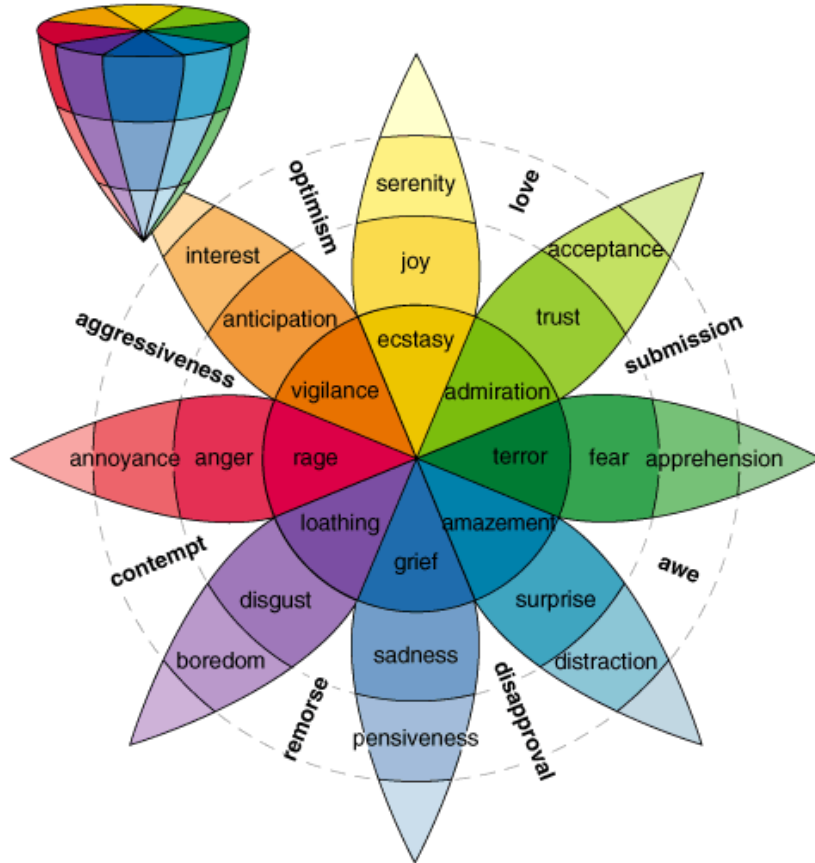 optimism
love
serenity
interest
acceptance
joy
anticipation
trust
aggressiveness
submission
ecstasy
vigilance
admiration
annoyance
anger
rage
terror
fear
apprehension
loathing
amazement
contempt
grief
awe
disgust
surprise
boredom
sadness
distraction
remorse
disapproval
pensiveness